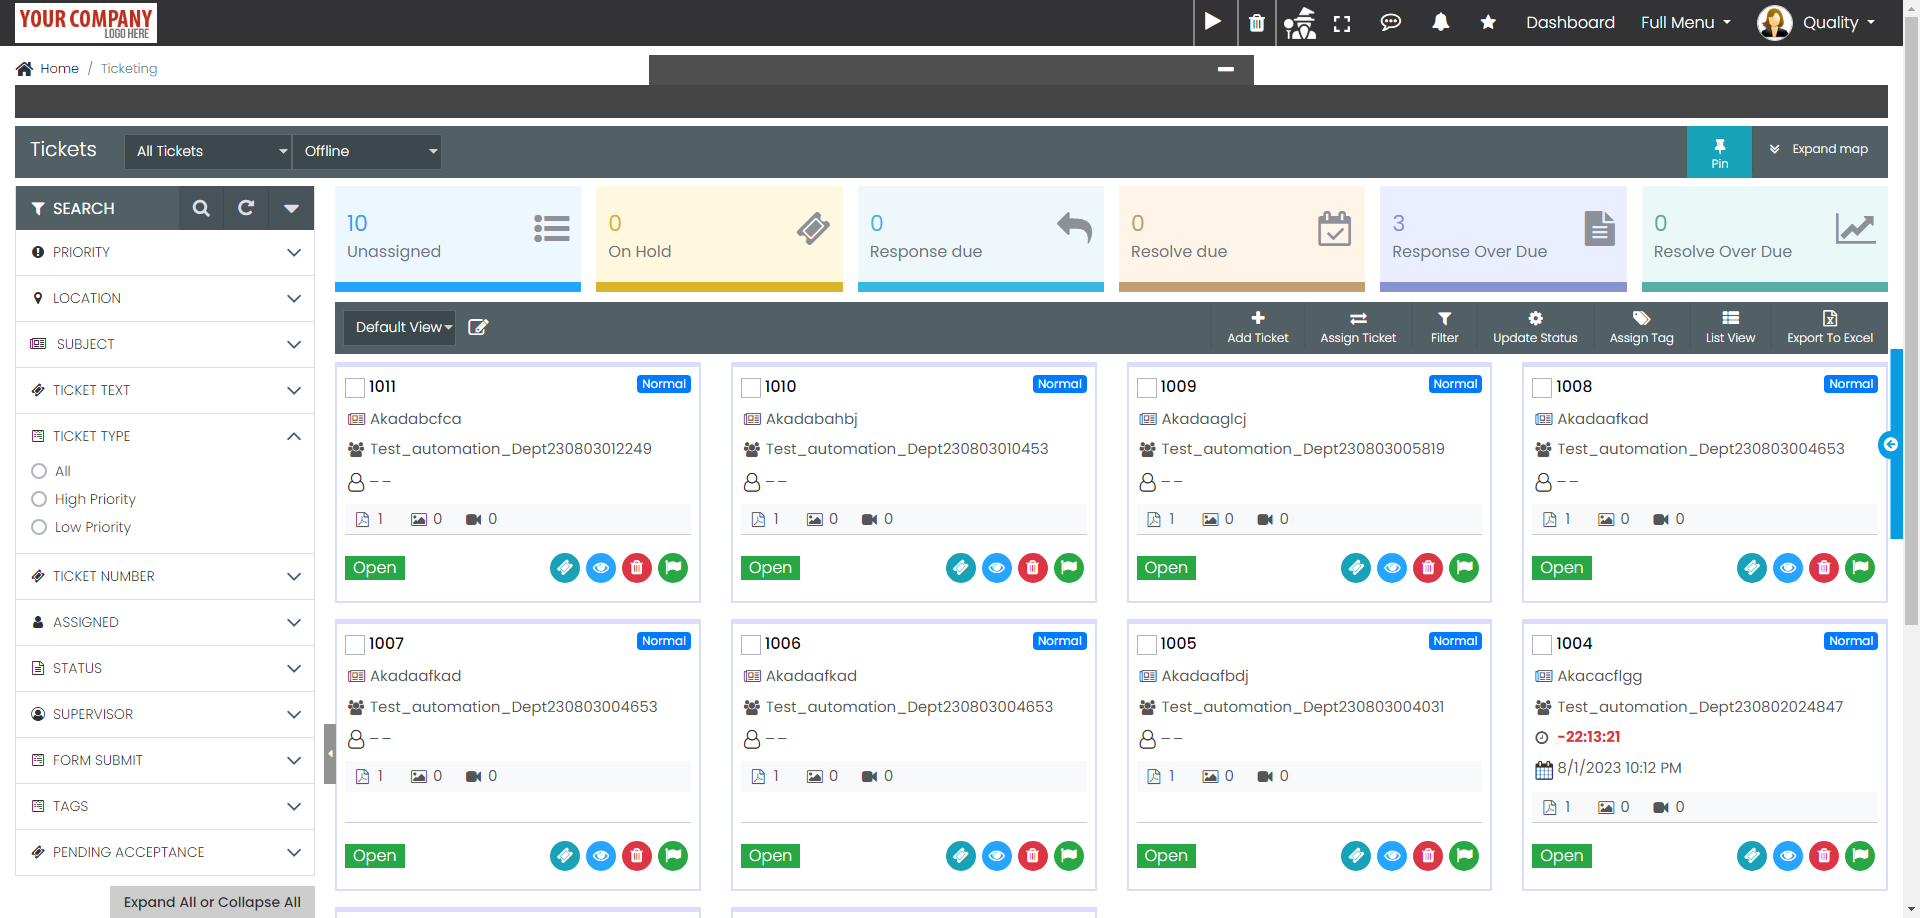 YOUR COMPANY
LOGO HERE
Dashboard
Full Menu
Quality
Home / Ticketing
Tickets
All Tickets
Offline
Pin
Expand map
SEARCH
PRIORITY
LOCATION
SUBJECT
TICKET TEXT
TICKET TYPE
All
High Priority
Low Priority
TICKET NUMBER
ASSIGNED
STATUS
SUPERVISOR
FORM SUBMIT
TAGS
PENDING ACCEPTANCE
Expand All or Collapse All
10
Unassigned
0
On Hold
0
Response due
0
Resolve due
3
Response Over Due
0
Resolve Over Due
Default View
Add Ticket
Assign Ticket
Filter
Update Status
Assign Tag
List View
Export To Excel
1011
Normal
Akadabcfca
Test_automation_Dept230803012249
--
1 0 0
Open
1010
Normal
Akadabahbj
Test_automation_Dept230803010453
--
1 0 0
Open
1009
Normal
Akadaaglcj
Test_automation_Dept230803005819
--
1 0 0
Open
1008
Normal
Akadaafkad
Test_automation_Dept230803004653
--
1 0 0
Open
1007
Normal
Akadaafkad
Test_automation_Dept230803004653
--
1 0 0
Open
1006
Normal
Akadaafkad
Test_automation_Dept230803004653
--
1 0 0
Open
1005
Normal
Akadaafbdj
Test_automation_Dept230803004031
--
1 0 0
Open
1004
Normal
Akacacflgg
Test_automation_Dept230802024847
-22:13:21
8/1/2023 10:12 PM
1 0 0
Open